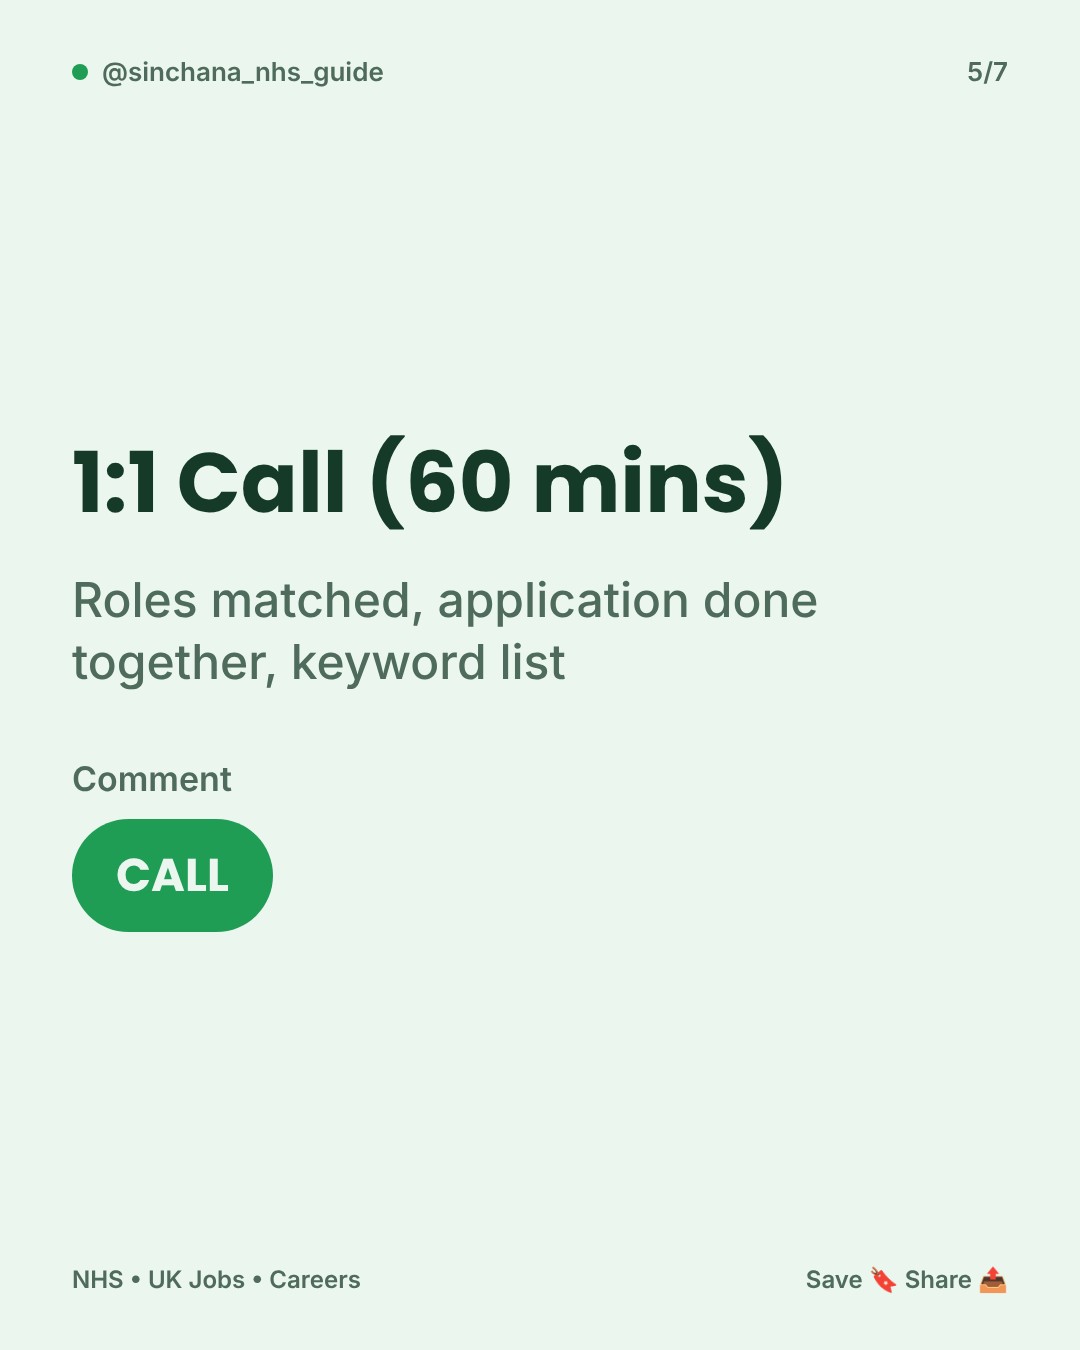 @sinchana_nhs_guide
5/7
1:1 Call (60 mins)
Roles matched, application done
together, keyword list
Comment
CALL
NHS • UK Jobs • Careers
Save 🔖 Share 📤